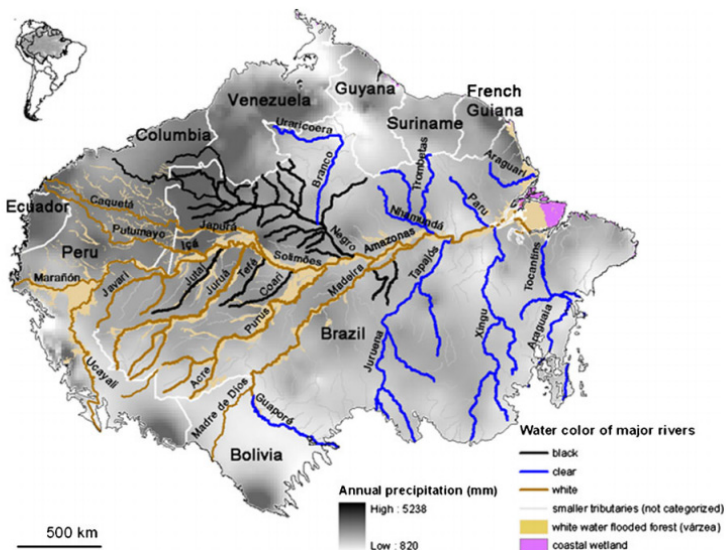 Guyana
French
Guiana
Venezuela
Suriname
Columbia
Uraricoera
Araguari
Trombetas
Branco
Ecuador
Caquetá
Paru
Nhamundá
Putumayo
Negro
Japurá
Peru
Içá
Amazonas
Solimões
Tocantins
Marañón
Javari
Jutaí
Juruá
Tefé
Coari
Madeira
Tapajós
Purus
Brazil
Xingu
Araguaia
Juruena
Ucayali
Acre
Madre de Dios
Guaporé
Bolivia
Water color of major rivers
black
clear
white
smaller tributaries (not categorized)
white water flooded forest (várzea)
coastal wetland
Annual precipitation (mm)
High : 5238
Low : 820
500 km